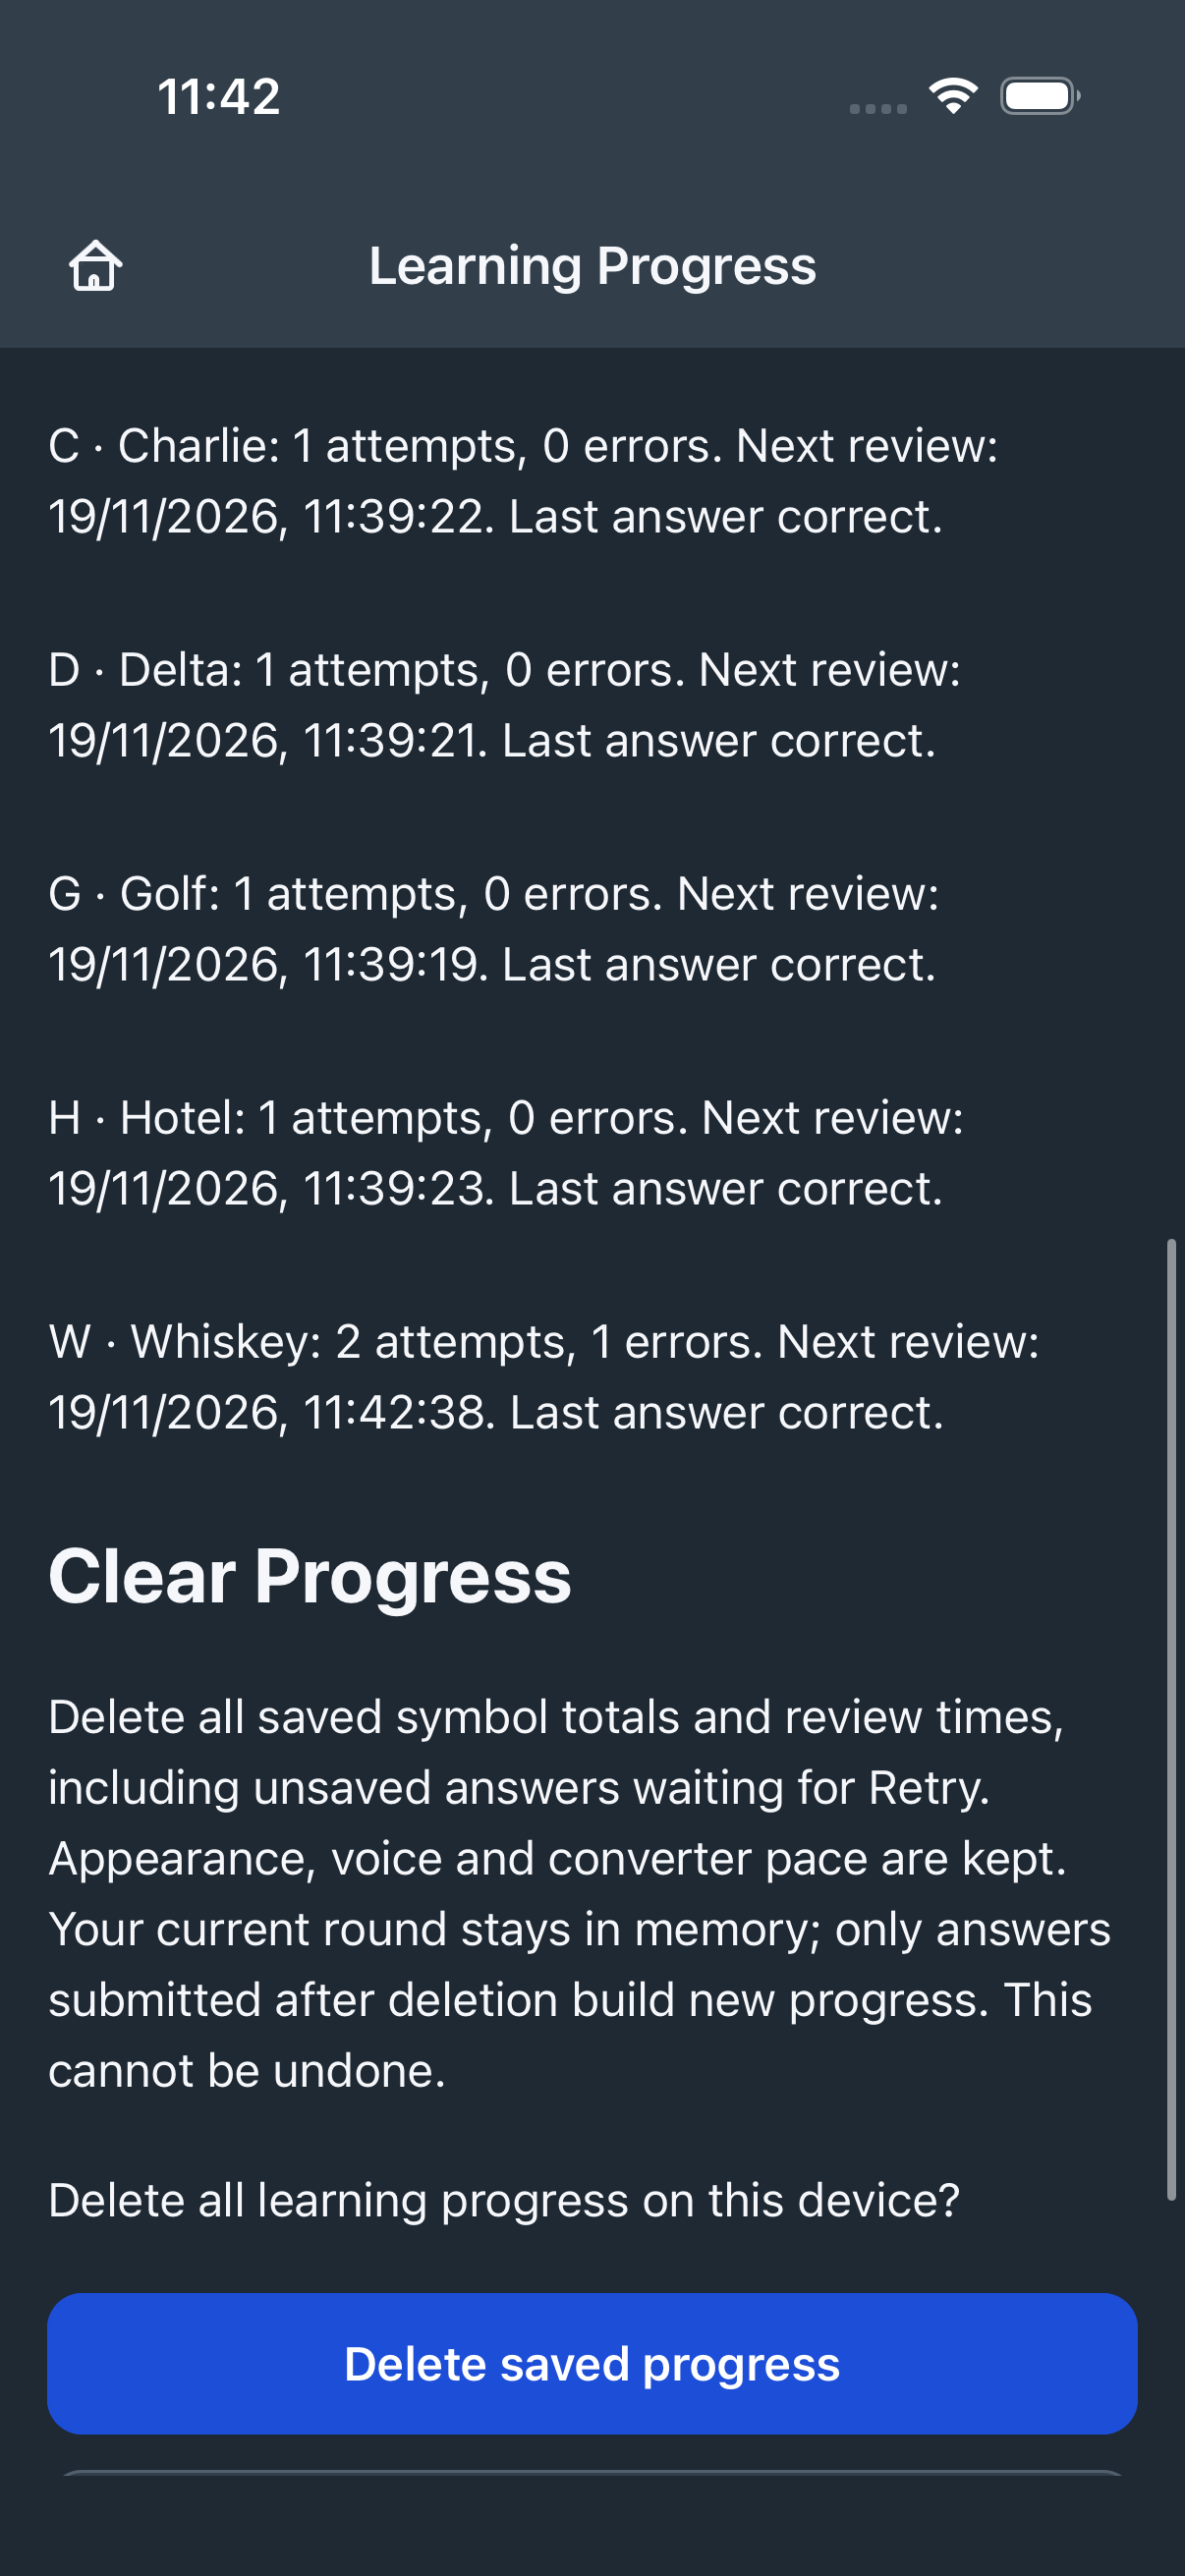 11:42
Learning Progress
C · Charlie: 1 attempts, 0 errors. Next review:
19/11/2026, 11:39:22. Last answer correct.
D · Delta: 1 attempts, 0 errors. Next review:
19/11/2026, 11:39:21. Last answer correct.
G · Golf: 1 attempts, 0 errors. Next review:
19/11/2026, 11:39:19. Last answer correct.
H · Hotel: 1 attempts, 0 errors. Next review:
19/11/2026, 11:39:23. Last answer correct.
W · Whiskey: 2 attempts, 1 errors. Next review:
19/11/2026, 11:42:38. Last answer correct.
Clear Progress
Delete all saved symbol totals and review times,
including unsaved answers waiting for Retry.
Appearance, voice and converter pace are kept.
Your current round stays in memory; only answers
submitted after deletion build new progress. This
cannot be undone.
Delete all learning progress on this device?
Delete saved progress